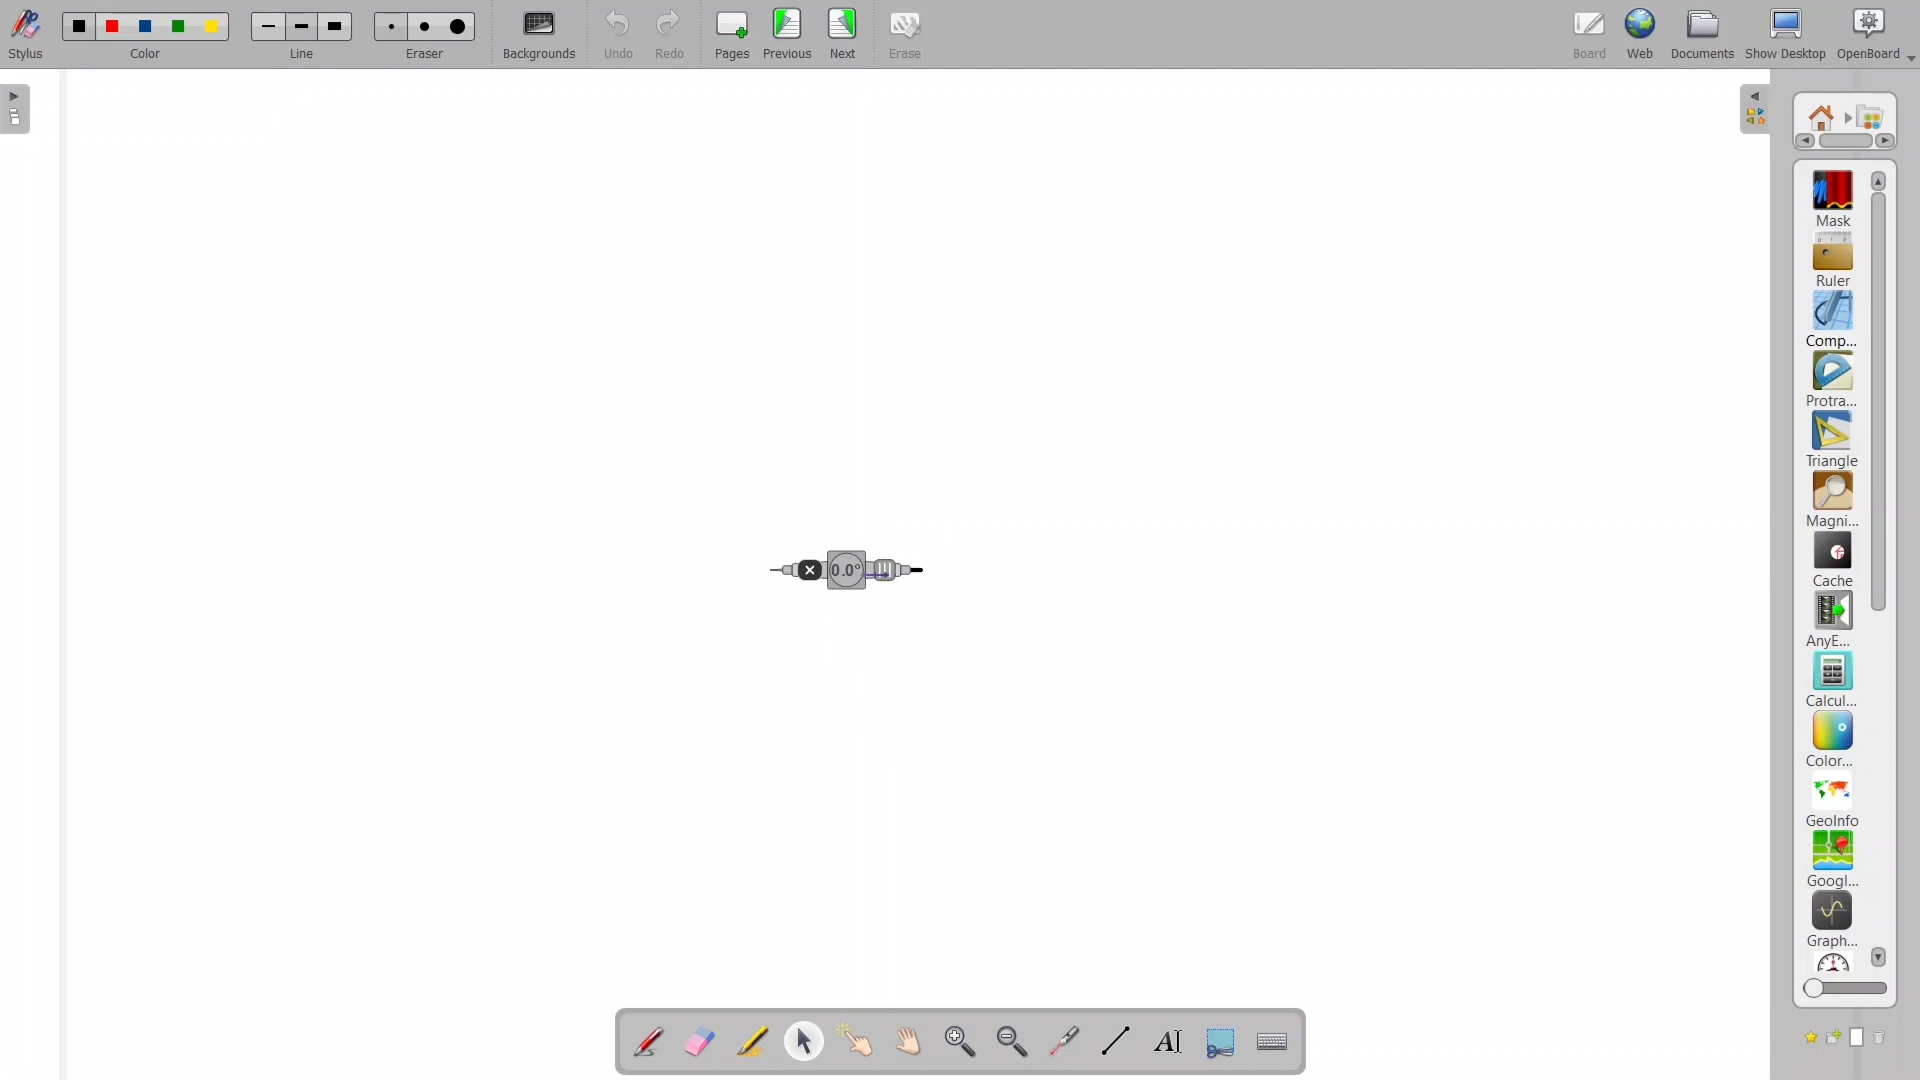 Stylus
Color
Line
Eraser
Backgrounds
Undo
Redo
Pages
Previous
Next
Erase
Board
Web
Documents
Show Desktop
OpenBoard
Mask
Ruler
Comp...
Protra...
Triangle
Magni...
Cache
AnyE...
Calcul...
Color...
GeoInfo
Googl...
Graph...
0.0°
A